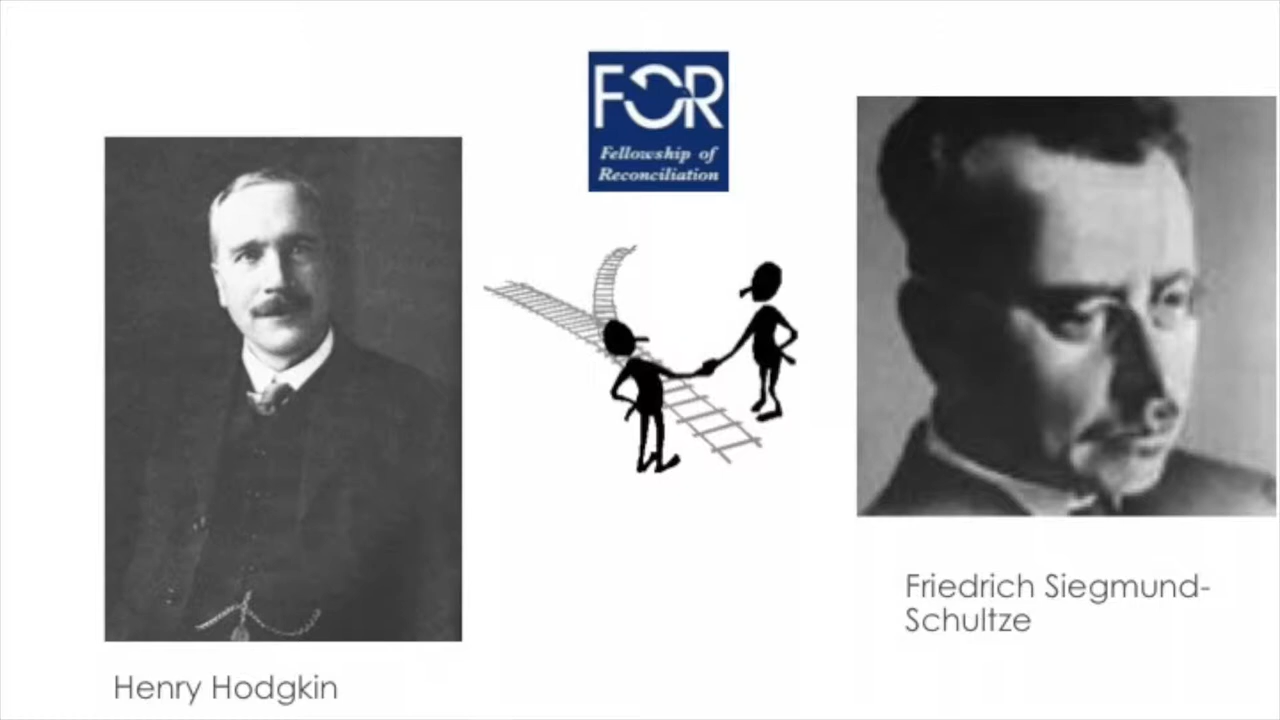 FOR
Fellowship of
Reconciliation
Friedrich Siegmund-
Schultze
Henry Hodgkin